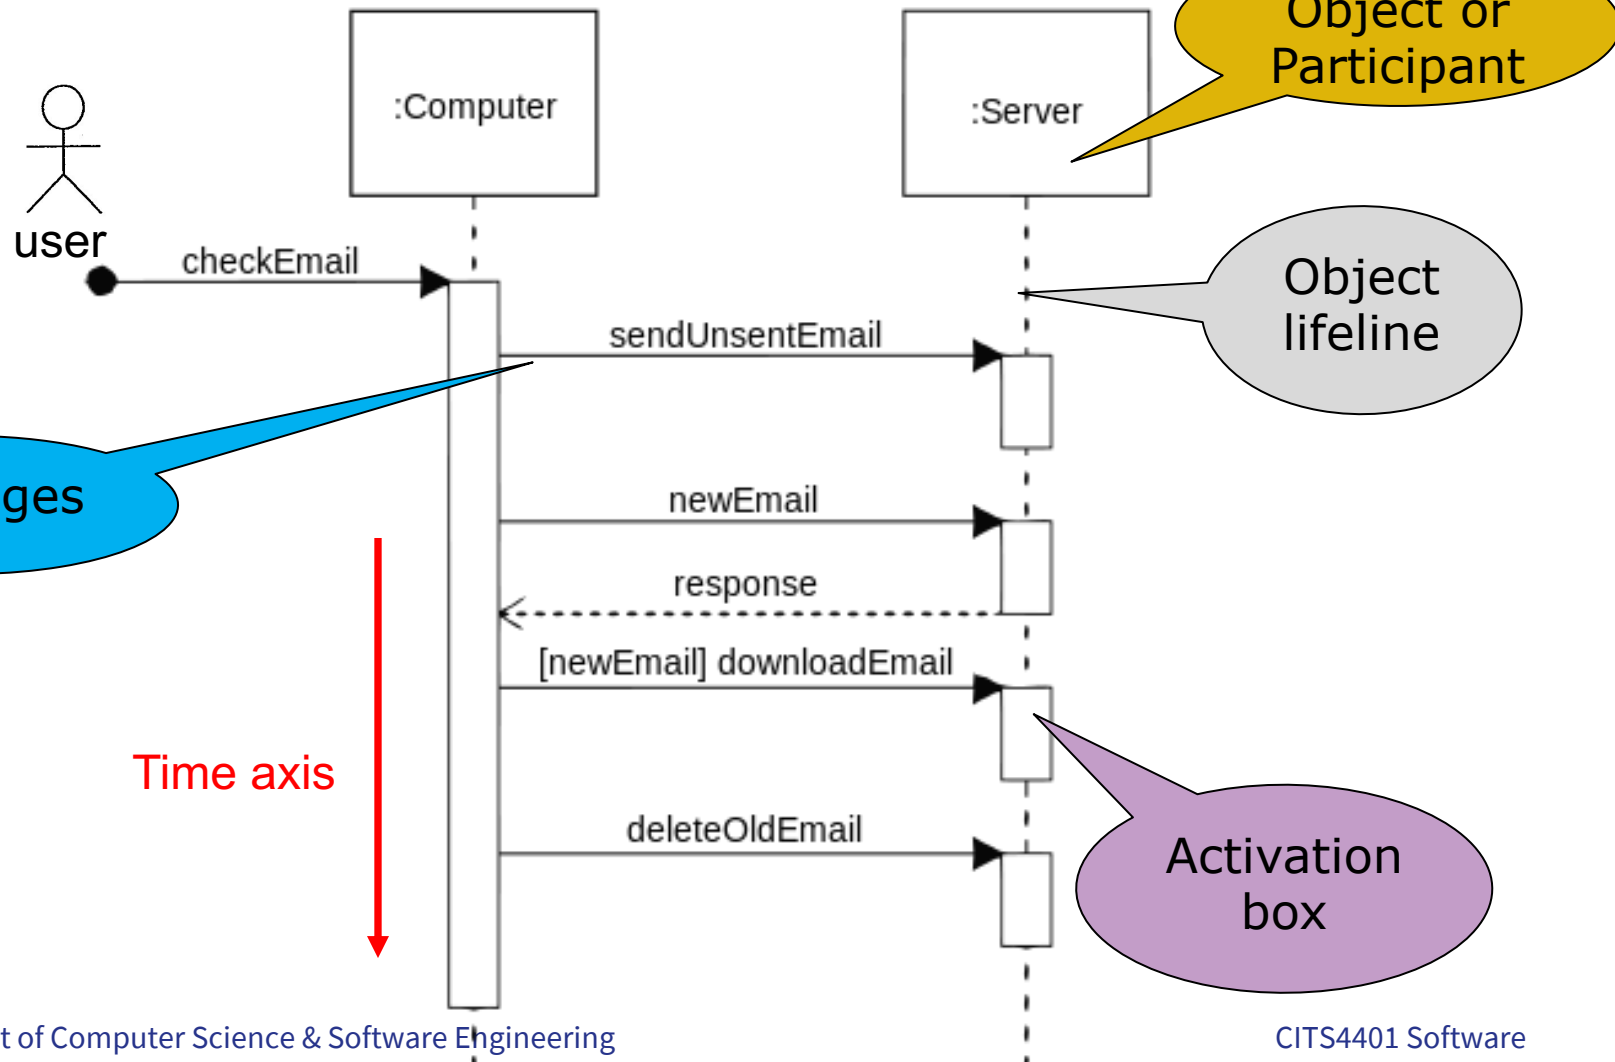 Object or
Participant
:Computer
:Server
user
checkEmail
Object
lifeline
sendUnsentEmail
ges
newEmail
response
[newEmail] downloadEmail
Time axis
deleteOldEmail
Activation
box
t of Computer Science & Software Engineering
CITS4401 Software